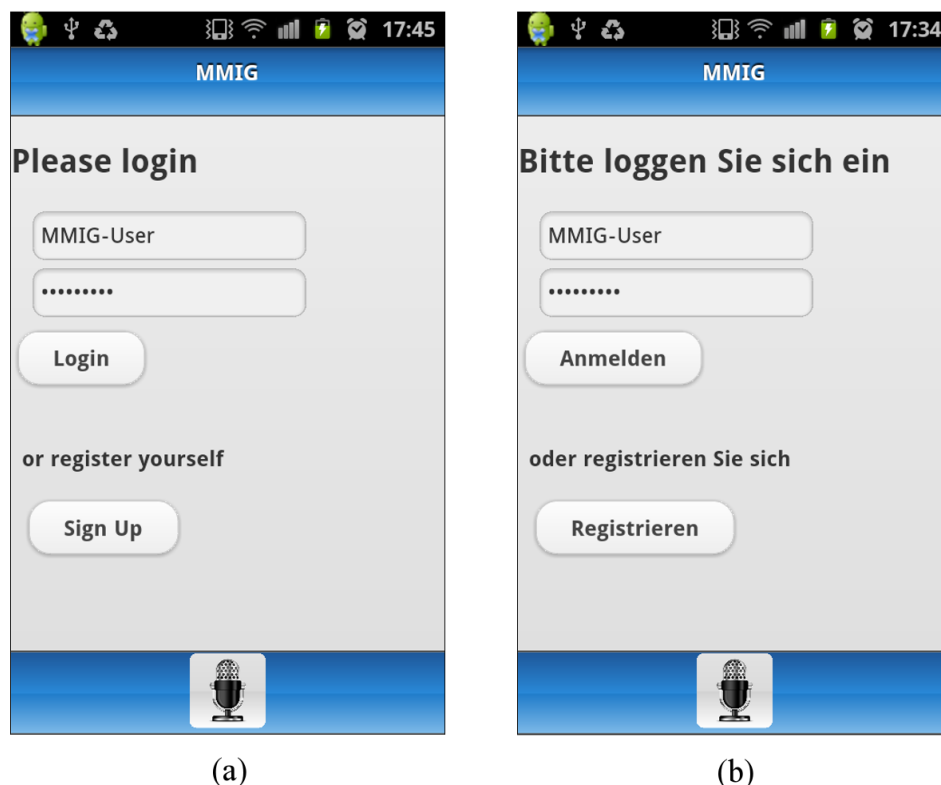 17:45
MMIG
Please login
MMIG-User
•••••••••
Login
or register yourself
Sign Up
(a)
17:34
MMIG
Bitte loggen Sie sich ein
MMIG-User
•••••••••
Anmelden
oder registrieren Sie sich
Registrieren
(b)